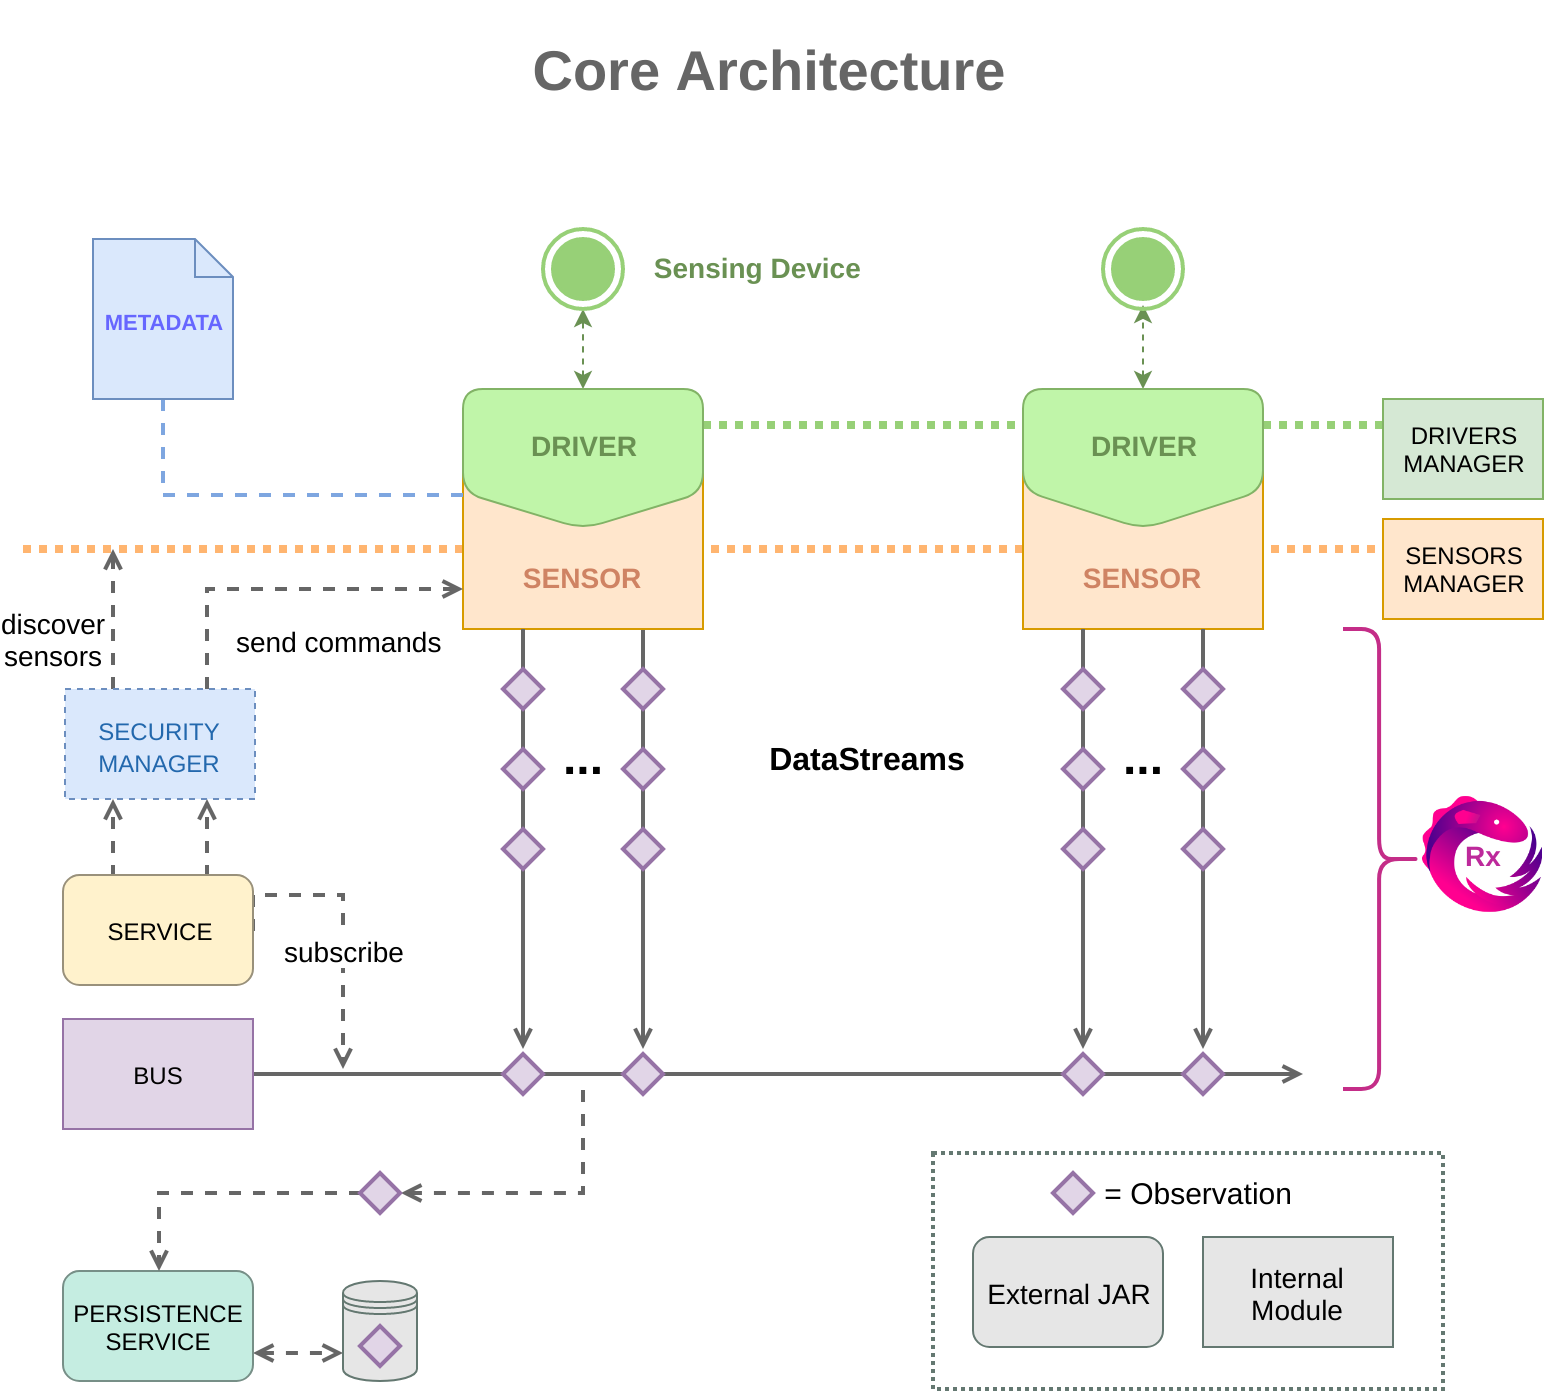 Core Architecture
Sensing Device
METADATA
DRIVER
DRIVER
DRIVERS
MANAGER
SENSOR
SENSOR
SENSORS
MANAGER
discover
sensors
send commands
SECURITY
MANAGER
...
DataStreams
...
Rx
SERVICE
subscribe
BUS
= Observation
External JAR
Internal
Module
PERSISTENCE
SERVICE